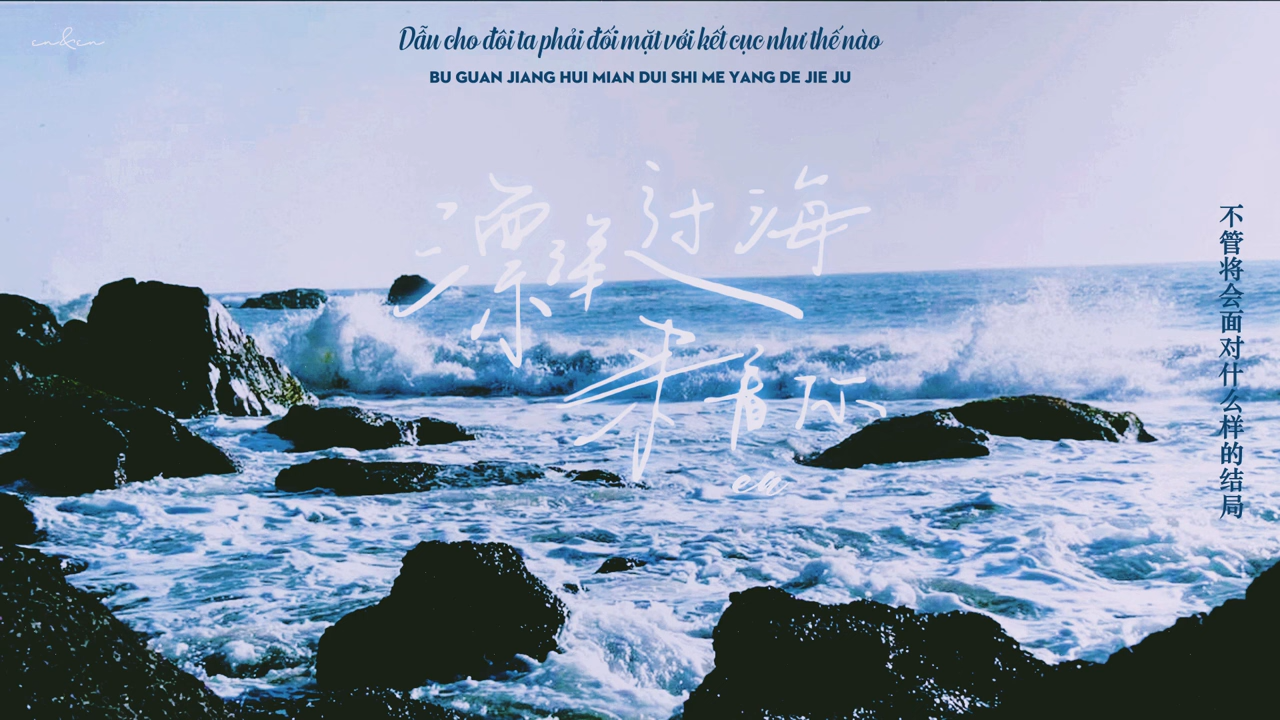 Dẫu cho đôi ta phải đối mặt với kết cục như thế nào
BU GUAN JIANG HUI MIAN DUI SHI ME YANG DE JIE JU
漂洋过海
来看你
不管将会面对什么样的结局